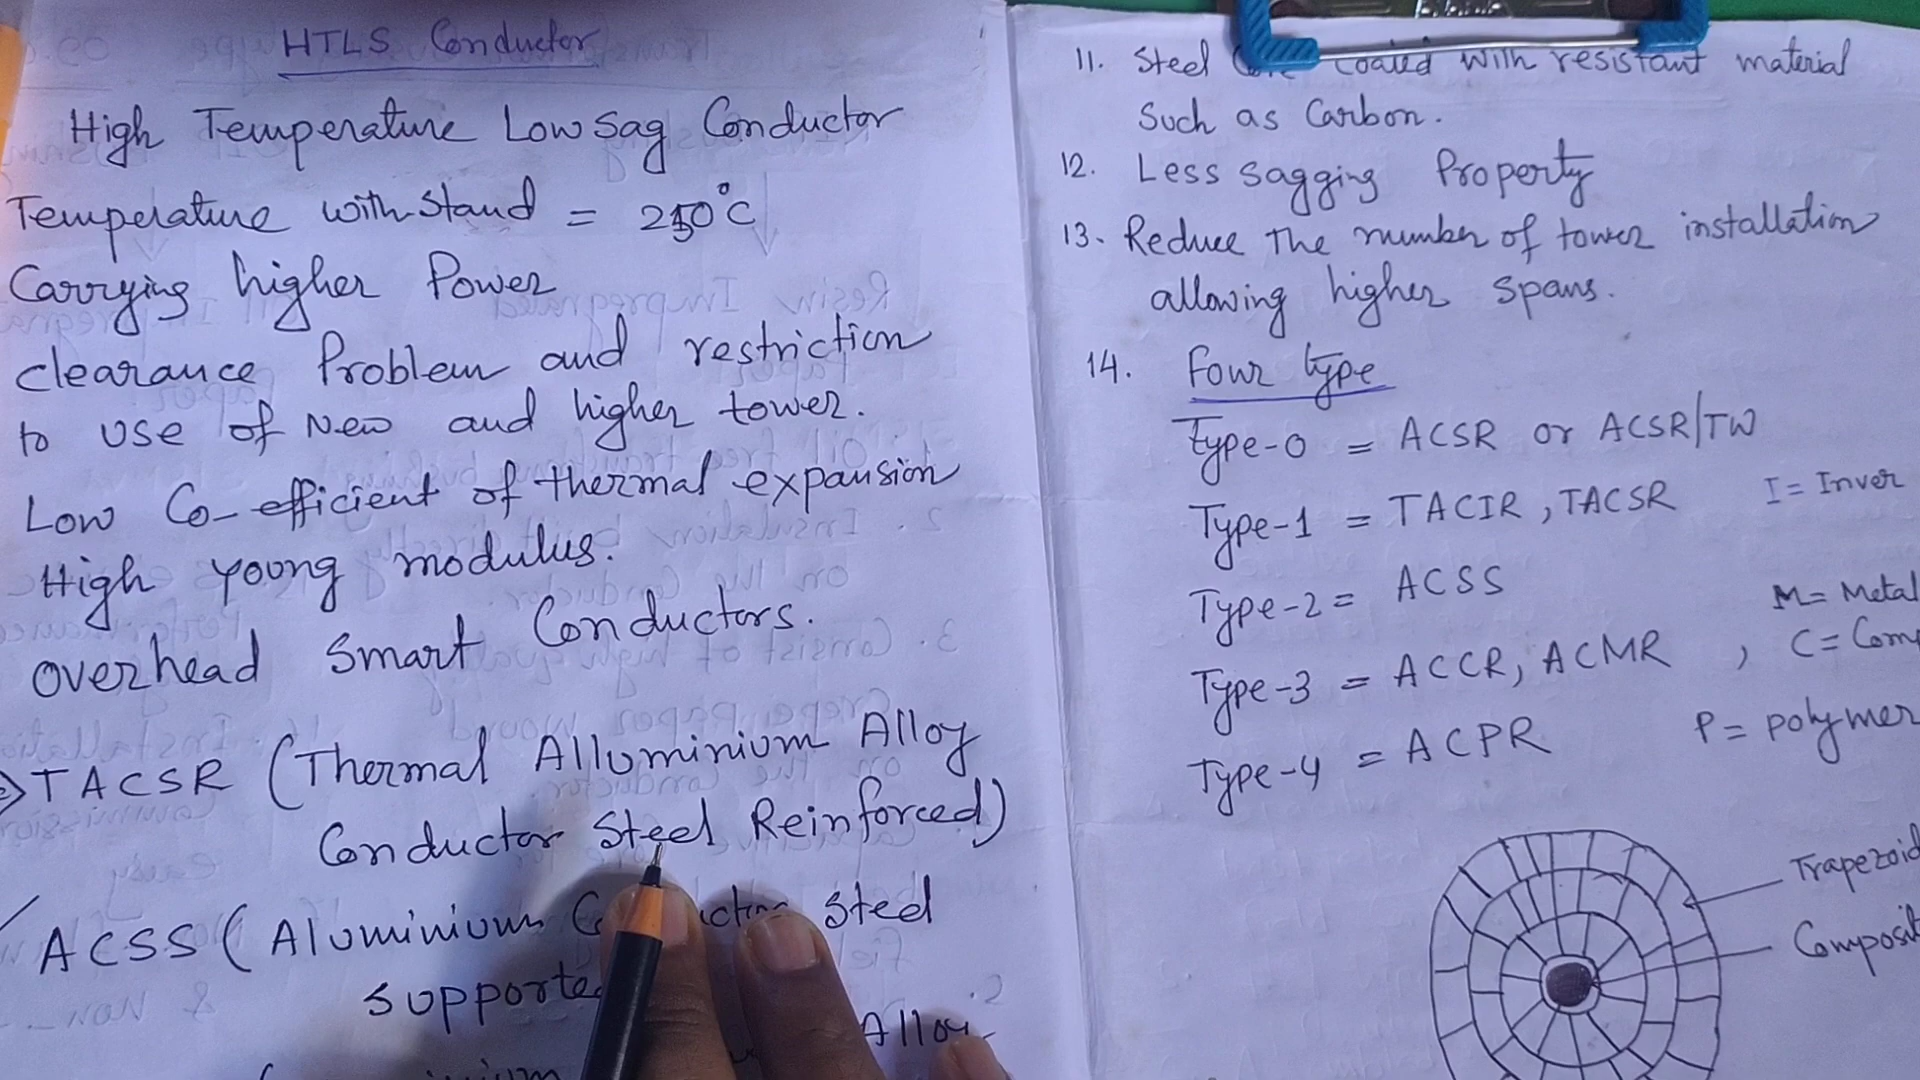 HTLS Conductor
High Temperature Low sag Conductor
Temperature withstand = 250°C
Carrying higher Power
clearance Problem and restriction
to use of New and higher tower.
Low Co-efficient of thermal expansion
High young modulus.
overhead Smart Conductors.
TACSR (Thermal Alluminium Alloy
Conductor Steel Reinforced)
ACSS (Aluminium Steel
supporte
Alloy
11. Steel coated with resistant material
Such as Carbon.
12. Less sagging Property
13. Reduce The number of tower installation
allowing higher spans.
14. Four type
Type-0 = ACSR or ACSR/TW
Type-1 = TACIR, TACSR I = Inver
Type-2 = ACSS
M = Metal
Type-3 = ACCR, ACMR , C = Com
Type-4 = ACPR P = polymer
Trapezoid
Composit